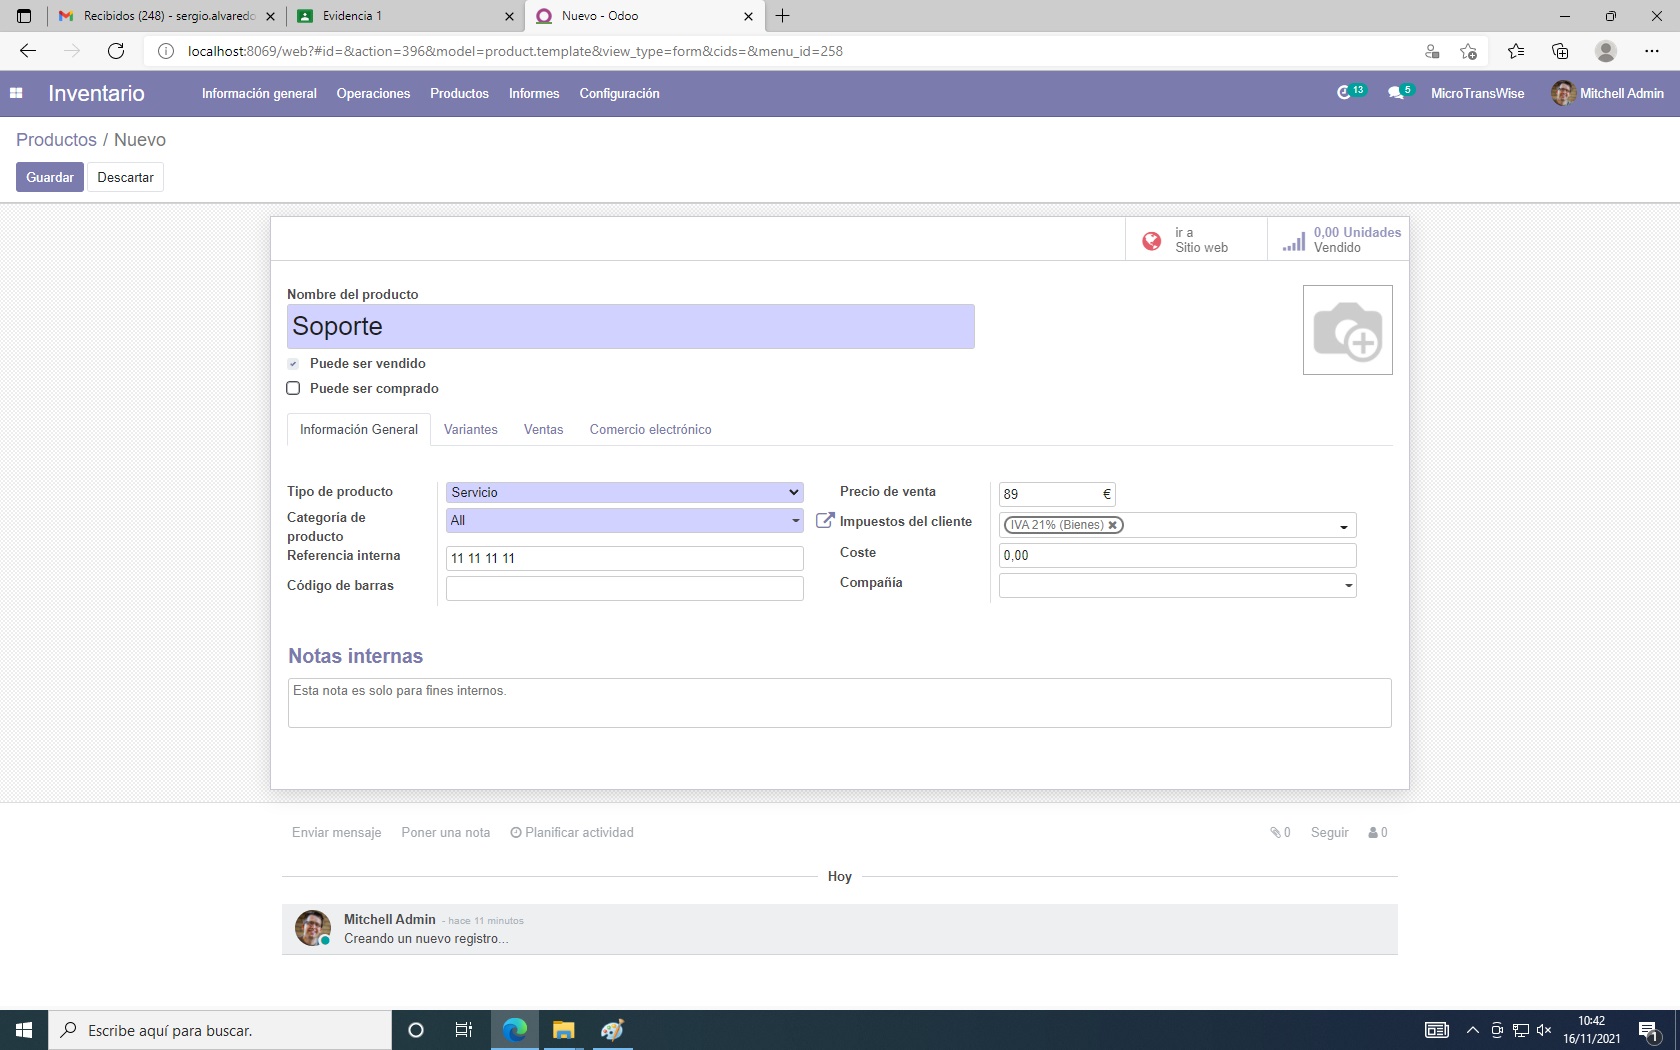 Recibidos (248) - sergio.alvaredo
Evidencia 1
Nuevo - Odoo
localhost:8069/web?#id=&action=396&model=product.template&view_type=form&cids=&menu_id=258
Inventario
Información general
Operaciones
Productos
Informes
Configuración
13
5
MicroTransWise
Mitchell Admin
Productos / Nuevo
Guardar
Descartar
ir a
Sitio web
0,00 Unidades
Vendido
Nombre del producto
Soporte
Puede ser vendido
Puede ser comprado
Información General
Variantes
Ventas
Comercio electrónico
Tipo de producto
Servicio
Categoría de
producto
All
Referencia interna
11 11 11 11
Código de barras
Precio de venta
89 €
Impuestos del cliente
IVA 21% (Bienes)
Coste
0,00
Compañía
Notas internas
Esta nota es solo para fines internos.
Enviar mensaje
Poner una nota
Planificar actividad
0
Seguir
0
Hoy
Mitchell Admin - hace 11 minutos
Creando un nuevo registro...
Escribe aquí para buscar.
10:42
16/11/2021
1